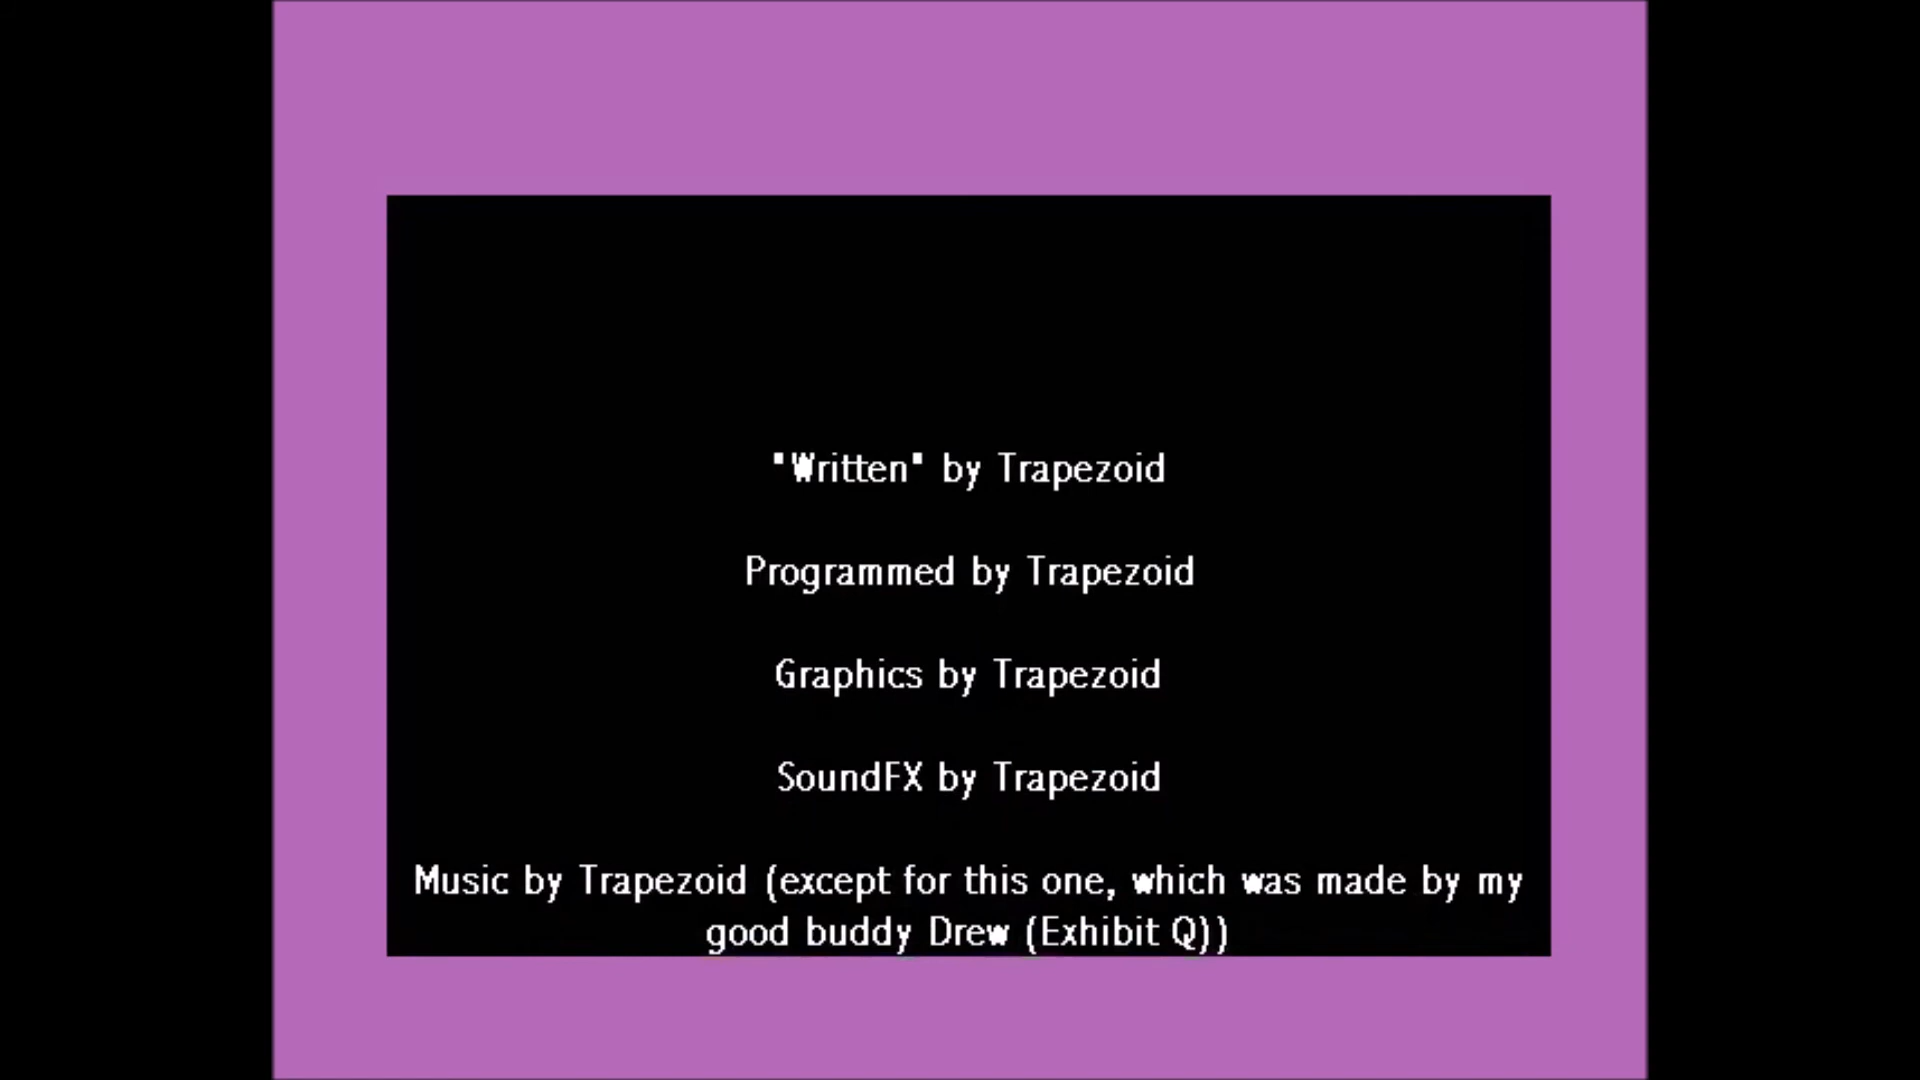 "Written" by Trapezoid
Programmed by Trapezoid
Graphics by Trapezoid
SoundFX by Trapezoid
Music by Trapezoid (except for this one, which was made by my
good buddy Drew (Exhibit Q))